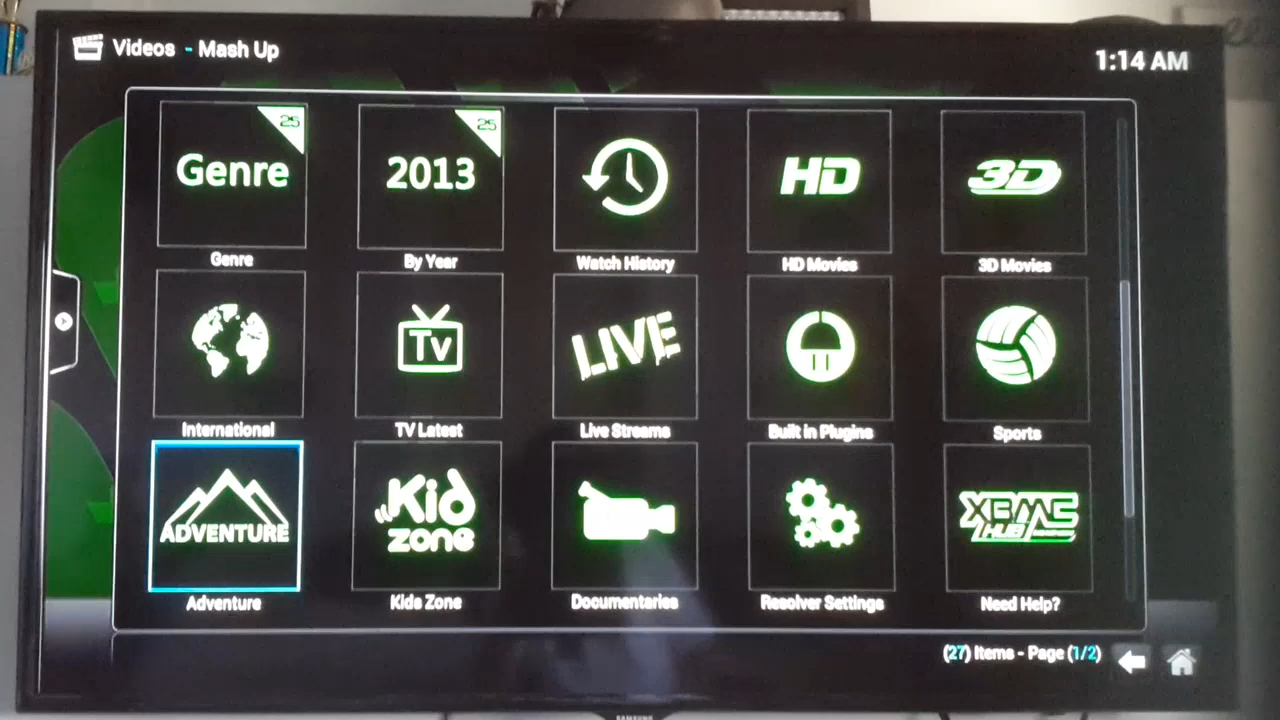 Videos - Mash Up
1:14 AM
25
25
Genre
2013
HD
3D
Genre
By Year
Watch History
HD Movies
3D Movies
Tv
LIVE
International
TV Latest
Live Streams
Built in Plugins
Sports
ADVENTURE
Kid
zone
XBMC
HUB
Adventure
Kids Zone
Documentaries
Resolver Settings
Need Help?
(27) Items - Page (1/2)
SAMSUNG